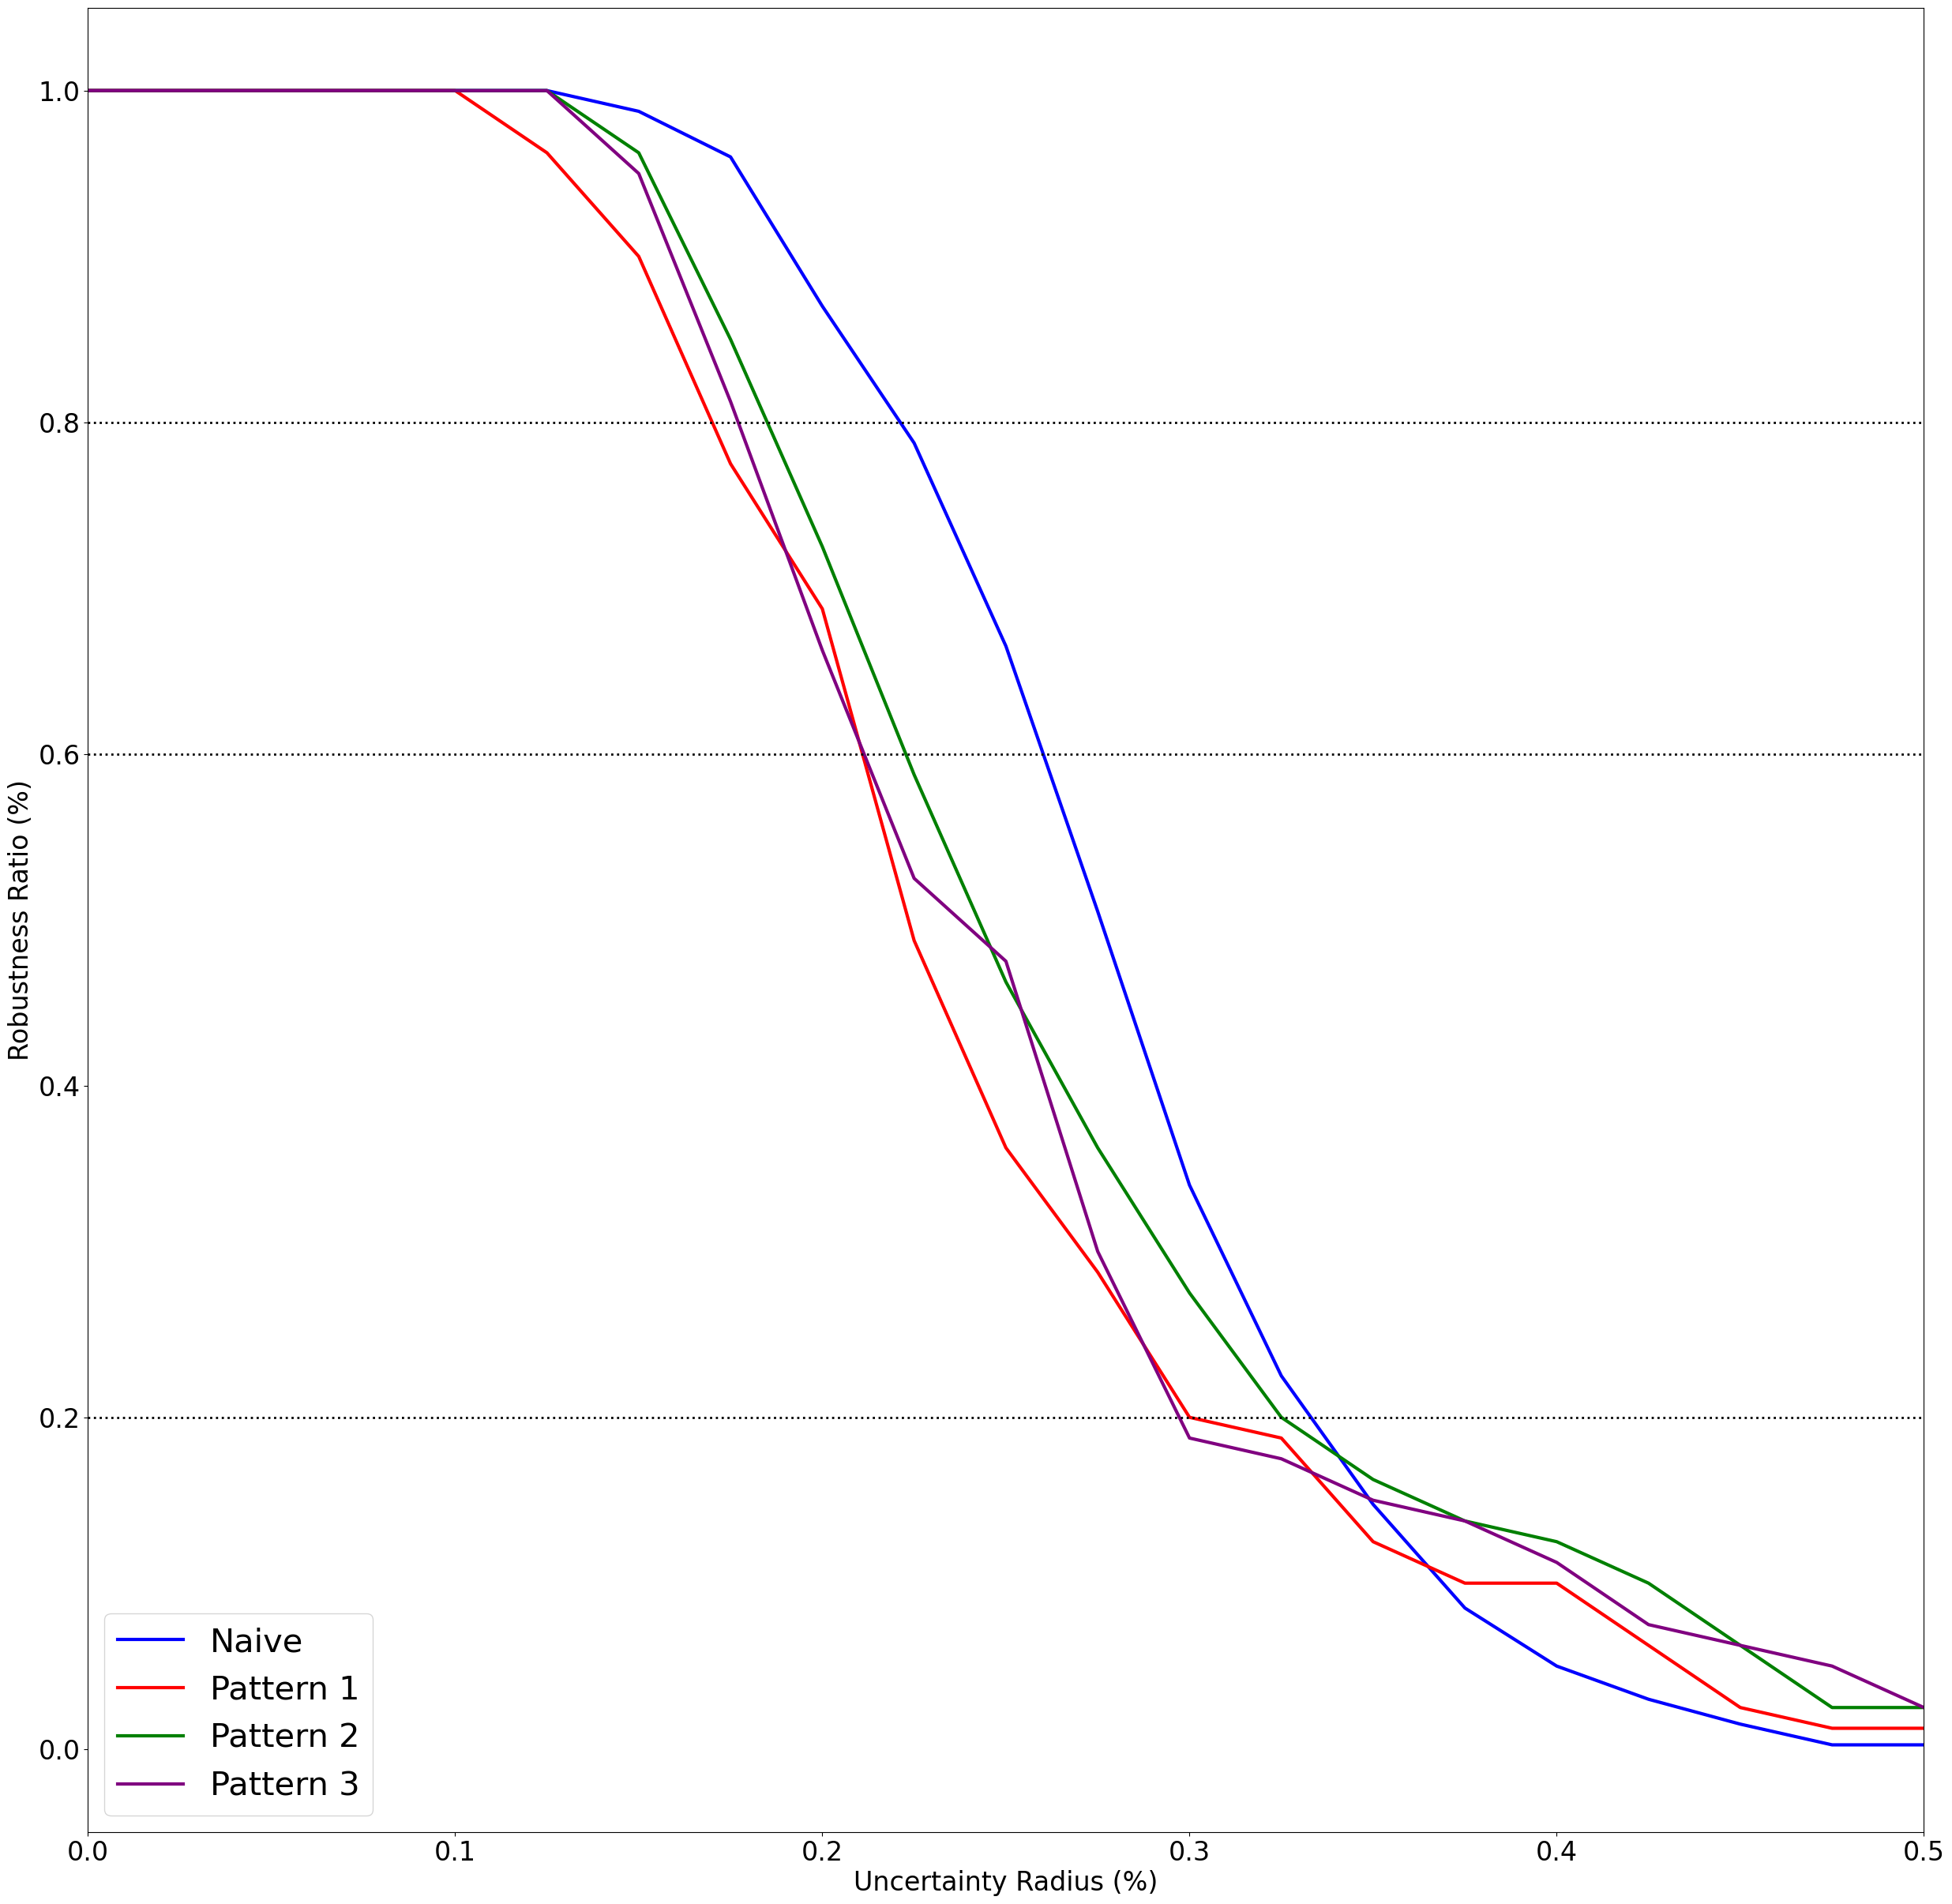 1.0
0.8
0.6
0.4
0.2
0.0
Robustness Ratio (%)
Naive
Pattern 1
Pattern 2
Pattern 3
0.0 0.1 0.2 0.3 0.4 0.5
Uncertainty Radius (%)